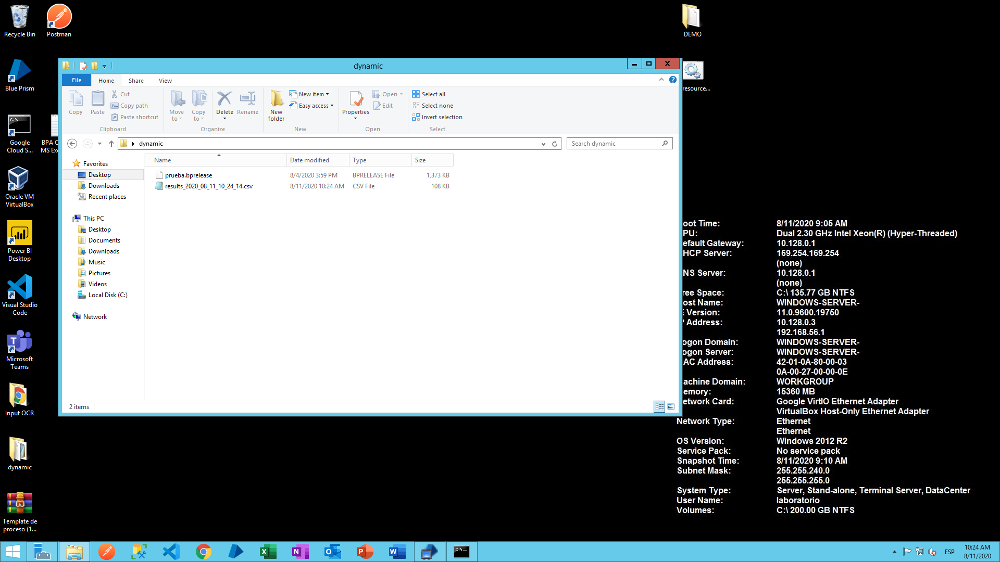 Recycle Bin
Postman
DEMO
Blue Prism
resource...
Google
Cloud S...
BPA C
MS Exc
Oracle VM
VirtualBox
Power BI
Desktop
Visual Studio
Code
Microsoft
Teams
Input OCR
dynamic
Template de
proceso (1...
dynamic
File
Home
Share
View
Copy
Paste
Cut
Copy path
Paste shortcut
Clipboard
Move
to
Copy
to
Delete
Rename
Organize
New
folder
New item
Easy access
New
Properties
Open
Edit
Open
Select all
Select none
Invert selection
Select
dynamic
Search dynamic
Favorites
Desktop
Downloads
Recent places
This PC
Desktop
Documents
Downloads
Music
Pictures
Videos
Local Disk (C:)
Network
Name Date modified Type Size
prueba.bprelease 8/4/2020 3:59 PM BPRELEASE File 1,373 KB
results_2020_08_11_10_24_14.csv 8/11/2020 10:24 AM CSV File 108 KB
2 items
oot Time: 8/11/2020 9:05 AM
PU: Dual 2.30 GHz Intel Xeon(R) (Hyper-Threaded)
efault Gateway: 10.128.0.1
HCP Server: 169.254.169.254
(none)
NS Server: 10.128.0.1
(none)
ree Space: C:\ 135.77 GB NTFS
ost Name: WINDOWS-SERVER-
E Version: 11.0.9600.19750
P Address: 10.128.0.3
192.168.56.1
ogon Domain: WINDOWS-SERVER-
ogon Server: WINDOWS-SERVER-
AC Address: 42-01-0A-80-00-03
0A-00-27-00-00-0E
achine Domain: WORKGROUP
emory: 15360 MB
etwork Card: Google VirtIO Ethernet Adapter
VirtualBox Host-Only Ethernet Adapter
Network Type: Ethernet
Ethernet
OS Version: Windows 2012 R2
Service Pack: No service pack
Snapshot Time: 8/11/2020 9:10 AM
Subnet Mask: 255.255.240.0
255.255.255.0
System Type: Server, Stand-alone, Terminal Server, DataCenter
User Name: laboratorio
Volumes: C:\ 200.00 GB NTFS
ESP
10:24 AM
8/11/2020